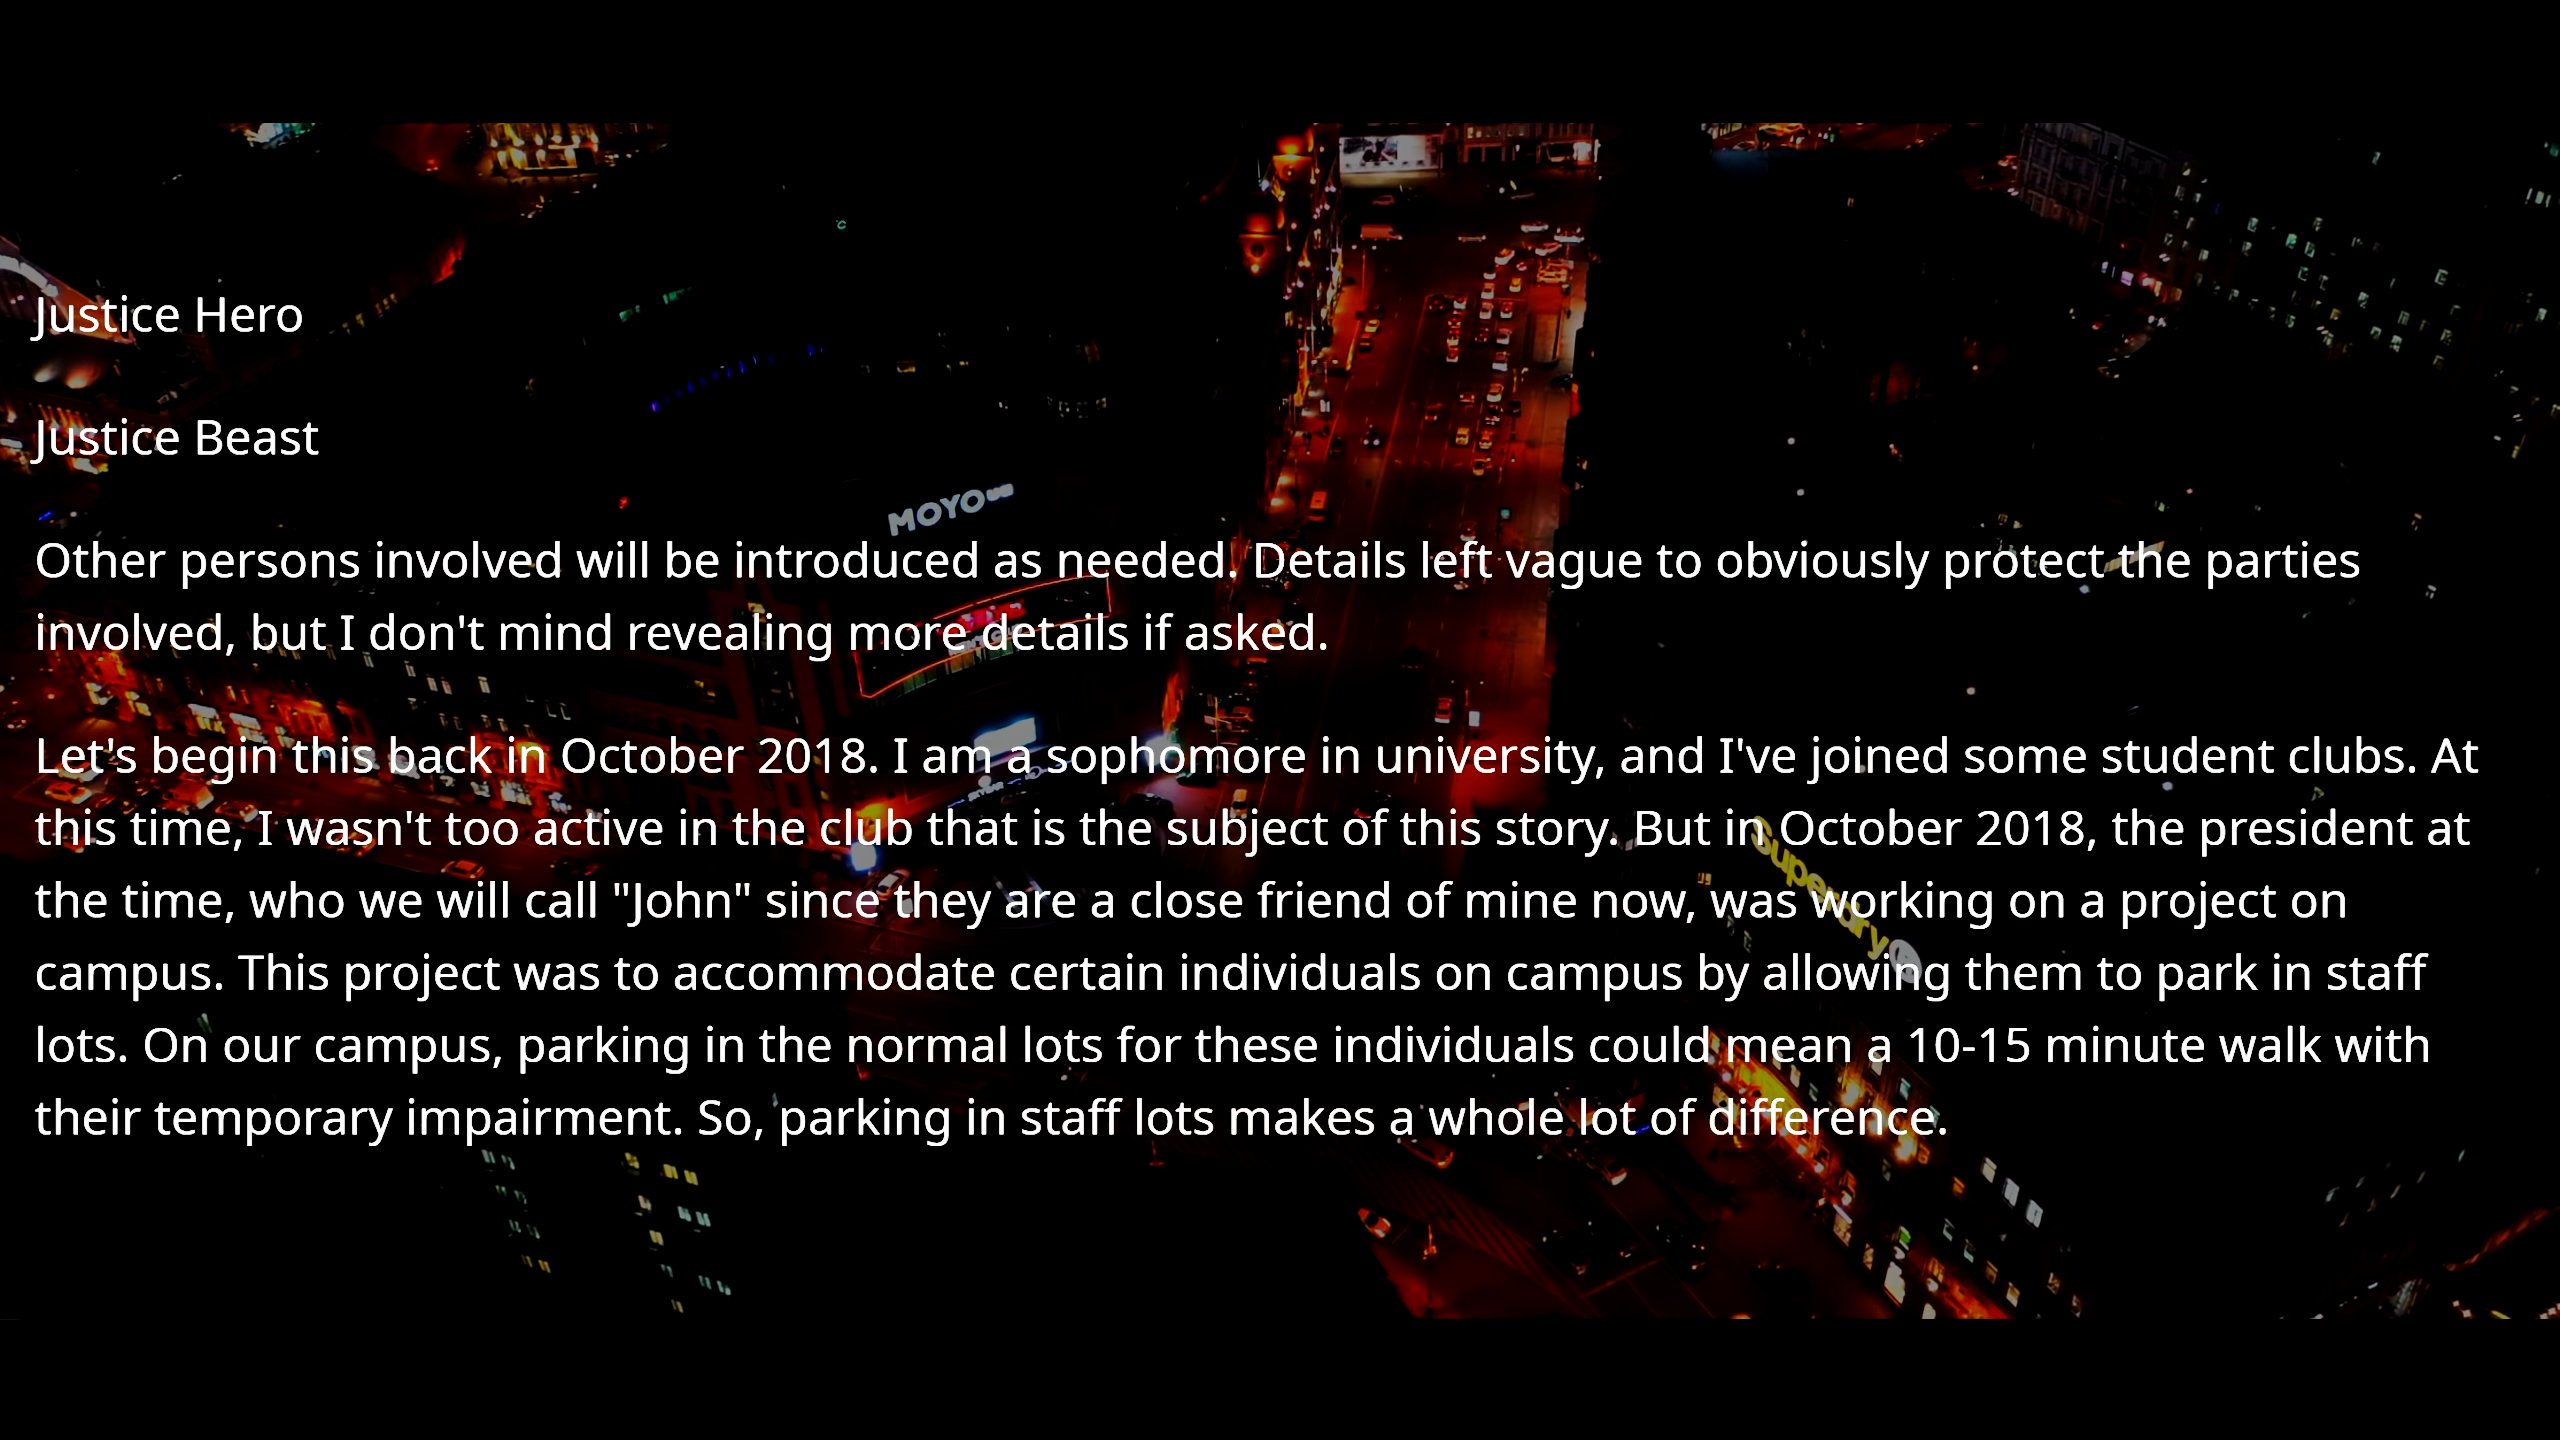 Justice Hero
Justice Beast
MOYO
Other persons involved will be introduced as needed. Details left vague to obviously protect the parties
involved, but I don't mind revealing more details if asked.
Let's begin this back in October 2018. I am a sophomore in university, and I've joined some student clubs. At
this time, I wasn't too active in the club that is the subject of this story. But in October 2018, the president at
the time, who we will call "John" since they are a close friend of mine now, was working on a project on
campus. This project was to accommodate certain individuals on campus by allowing them to park in staff
lots. On our campus, parking in the normal lots for these individuals could mean a 10-15 minute walk with
their temporary impairment. So, parking in staff lots makes a whole lot of difference.